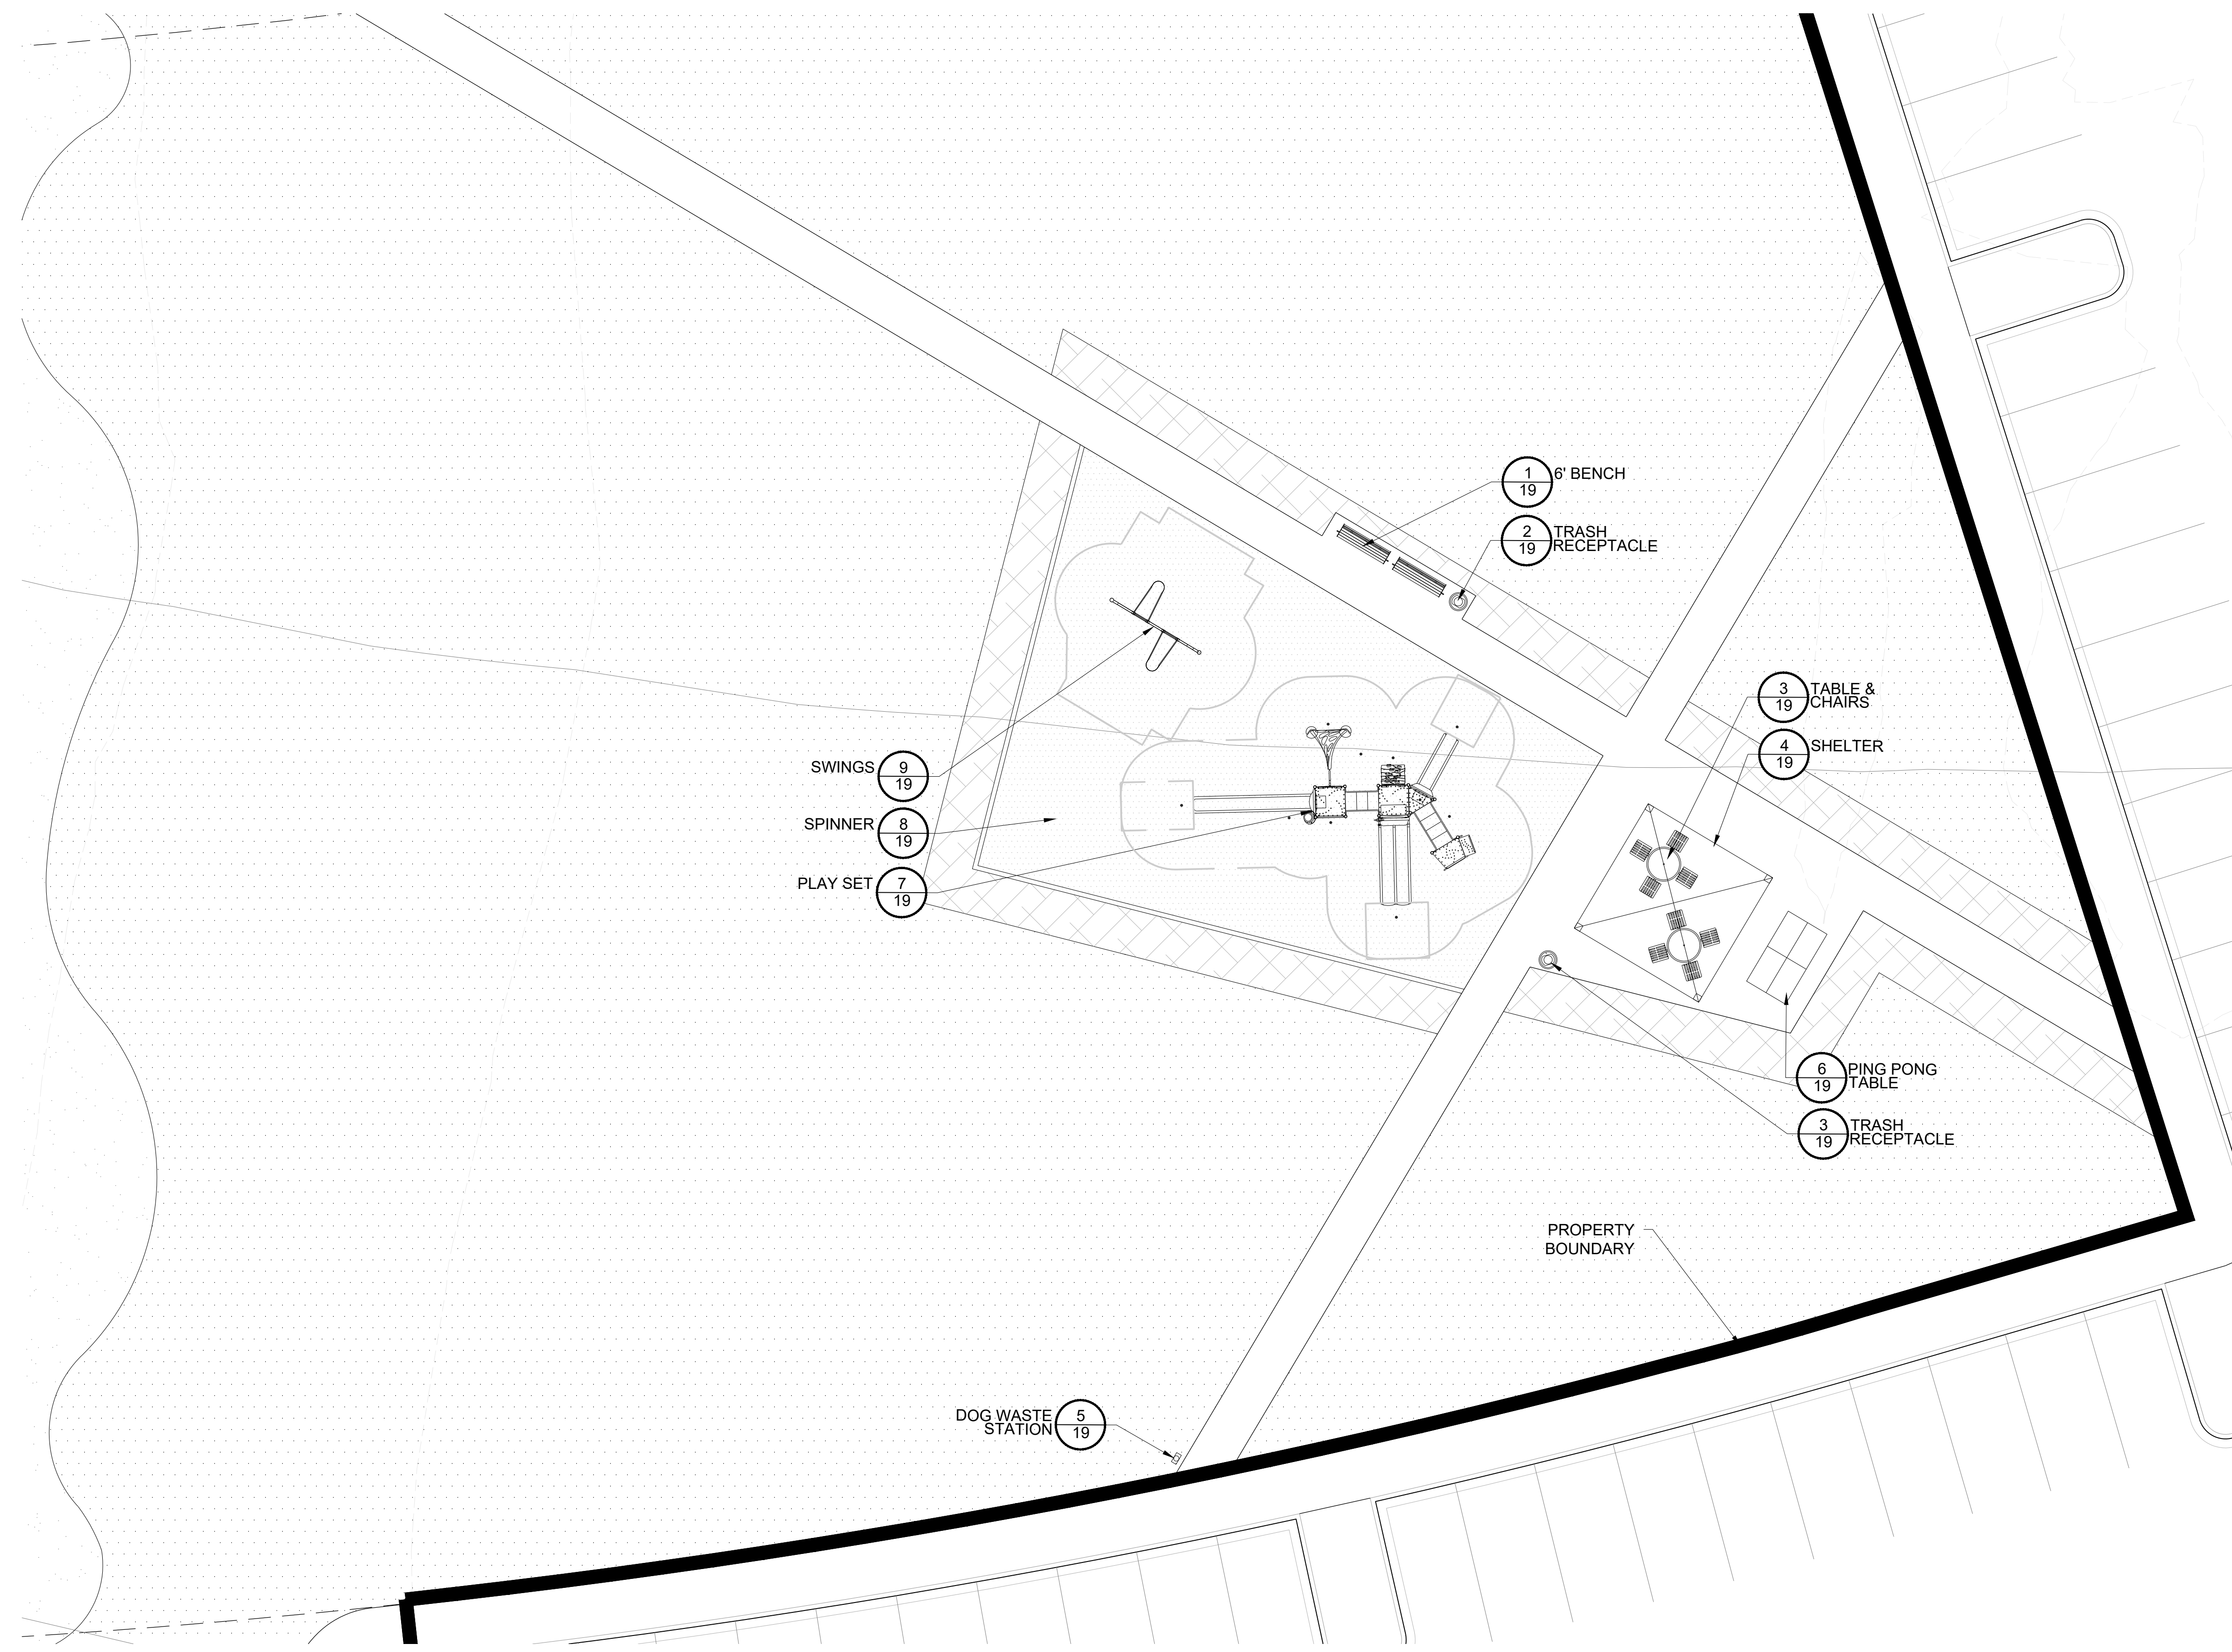 1
19
6' BENCH
2
19
TRASH
RECEPTACLE
3
19
TABLE &
CHAIRS
4
19
SHELTER
SWINGS
9
19
SPINNER
8
19
PLAY SET
7
19
6
19
PING PONG
TABLE
3
19
TRASH
RECEPTACLE
PROPERTY
BOUNDARY
DOG WASTE
STATION
5
19